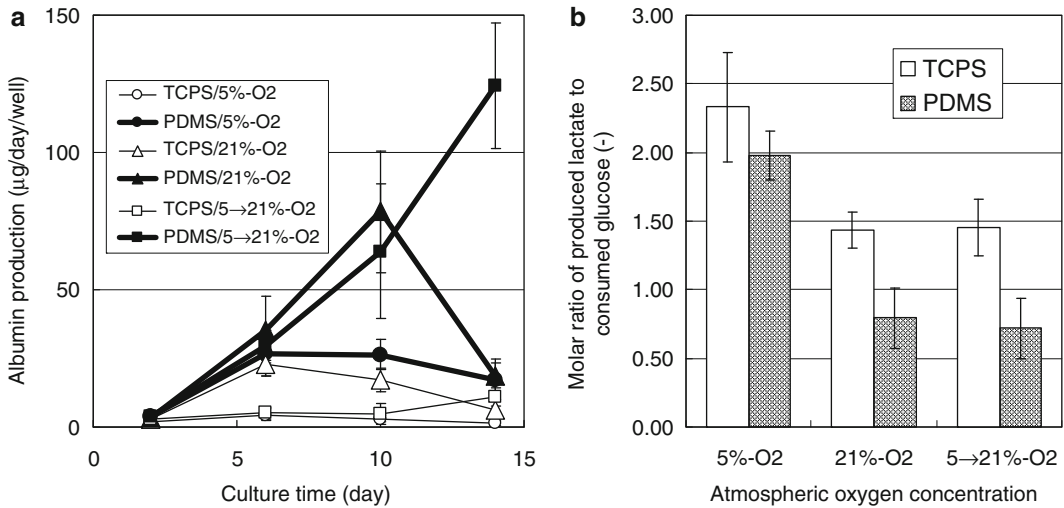 a
150
100
50
0
0
5
10
15
Albumin production (µg/day/well)
Culture time (day)
TCPS/5%-O2
PDMS/5%-O2
TCPS/21%-O2
PDMS/21%-O2
TCPS/5→21%-O2
PDMS/5→21%-O2
b
3.00
2.50
2.00
1.50
1.00
0.50
0.00
Molar ratio of produced lactate to
consumed glucose (-)
TCPS
PDMS
5%-O2
21%-O2
5→21%-O2
Atmospheric oxygen concentration